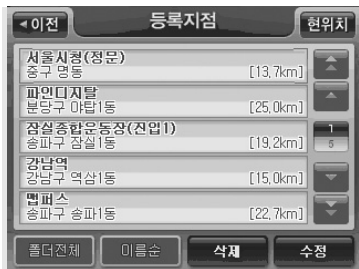 ◄이전 등록지점 현위치
서울시청(정문)
중구 명동 [13,7km]
파인디지탈
분당구 야탑1동 [25,0km]
잠실종합운동장(진입1)
송파구 잠실1동 [19,2km]
1
5
강남역
강남구 역삼1동 [15,0km]
맵퍼스
송파구 송파1동 [22,7km]
폴더전체 이름순 삭제 수정